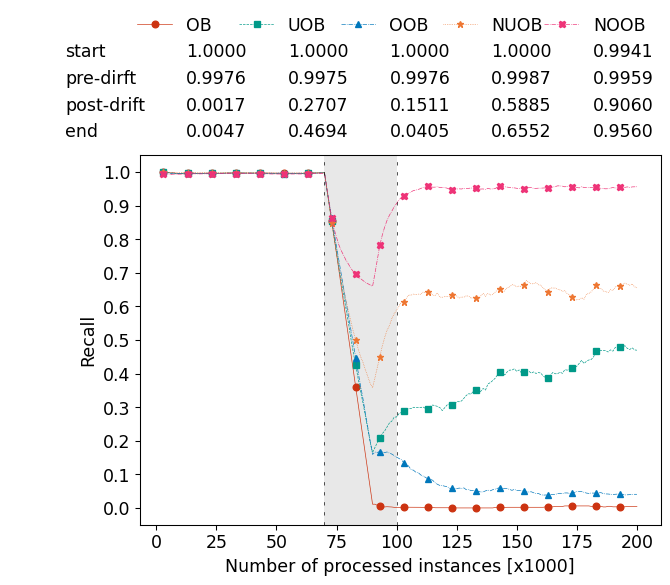 OB UOB OOB NUOB NOOB
start 1.0000 1.0000 1.0000 1.0000 0.9941
pre-dirft 0.9976 0.9975 0.9976 0.9987 0.9959
post-drift 0.0017 0.2707 0.1511 0.5885 0.9060
end 0.0047 0.4694 0.0405 0.6552 0.9560
1.0
0.9
0.8
0.7
0.6
0.5
0.4
0.3
0.2
0.1
0.0
Recall
0 25 50 75 100 125 150 175 200
Number of processed instances [x1000]